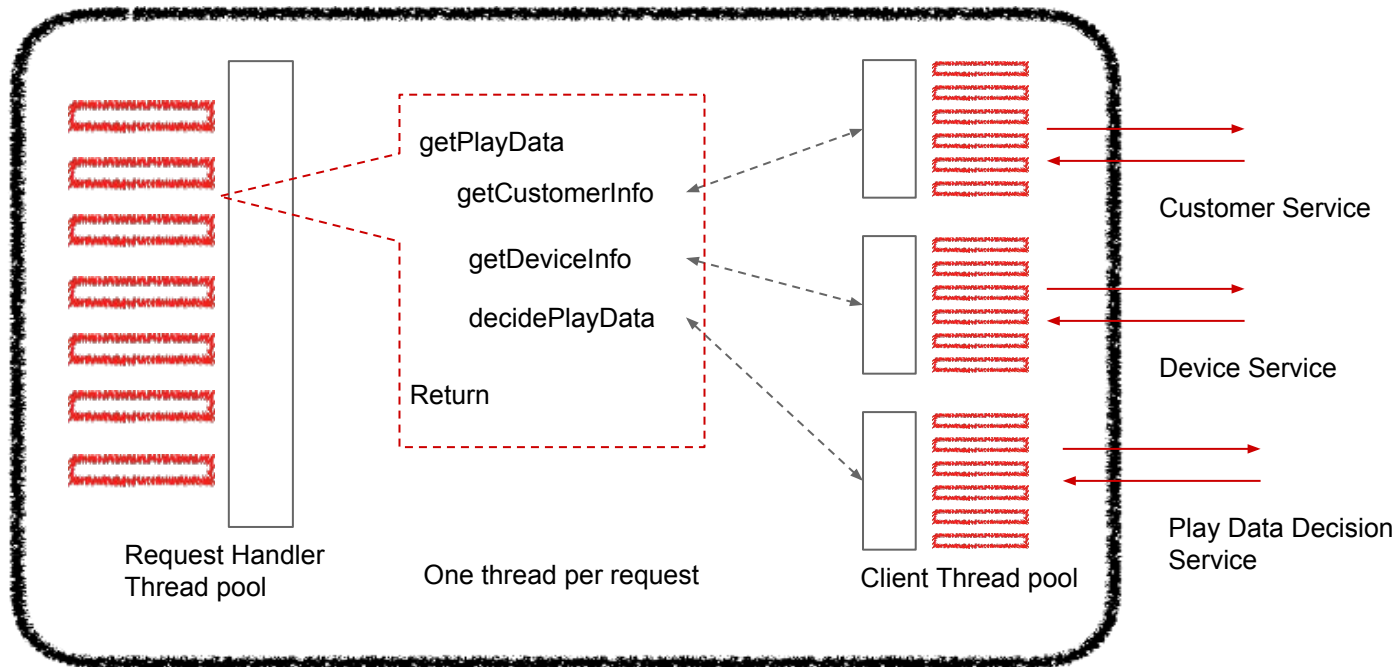 getPlayData
getCustomerInfo
getDeviceInfo
decidePlayData
Return
Request Handler
Thread pool
One thread per request
Client Thread pool
Customer Service
Device Service
Play Data Decision
Service